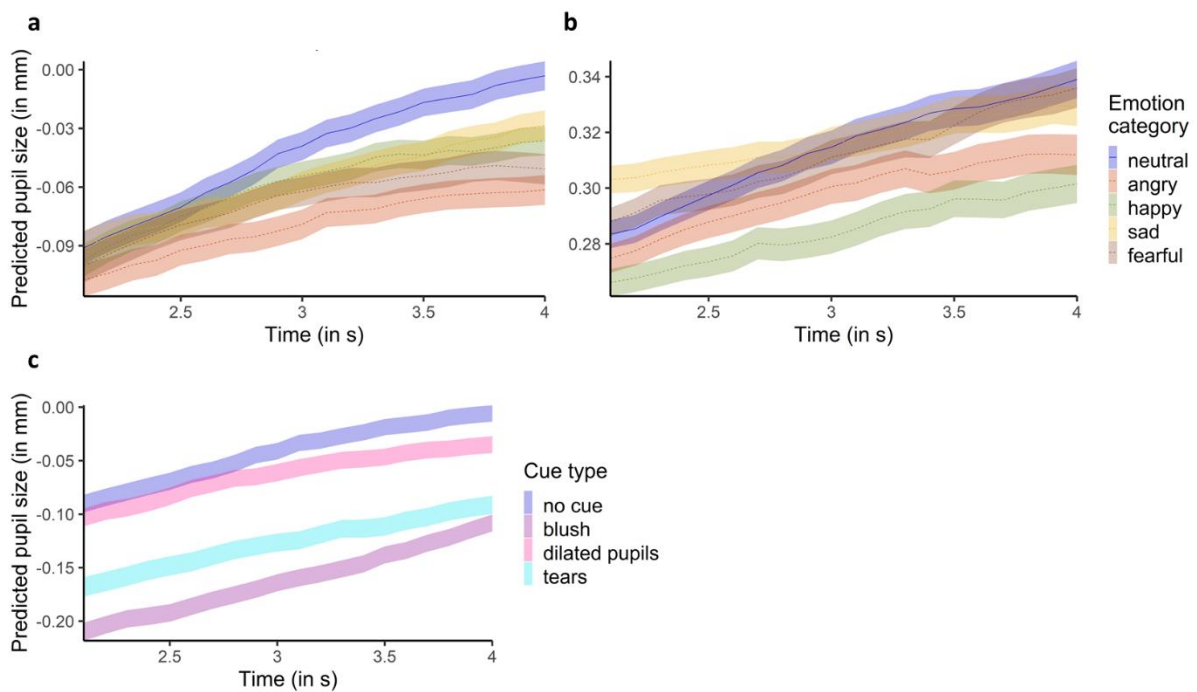 a
Predicted pupil size (in mm)
0.00
-0.03
-0.06
-0.09
2.5 3 3.5 4
Time (in s)
b
0.34
0.32
0.30
0.28
2.5 3 3.5 4
Time (in s)
Emotion
category
neutral
angry
happy
sad
fearful
c
Predicted pupil size (in mm)
0.00
-0.05
-0.10
-0.15
-0.20
2.5 3 3.5 4
Time (in s)
Cue type
no cue
blush
dilated pupils
tears